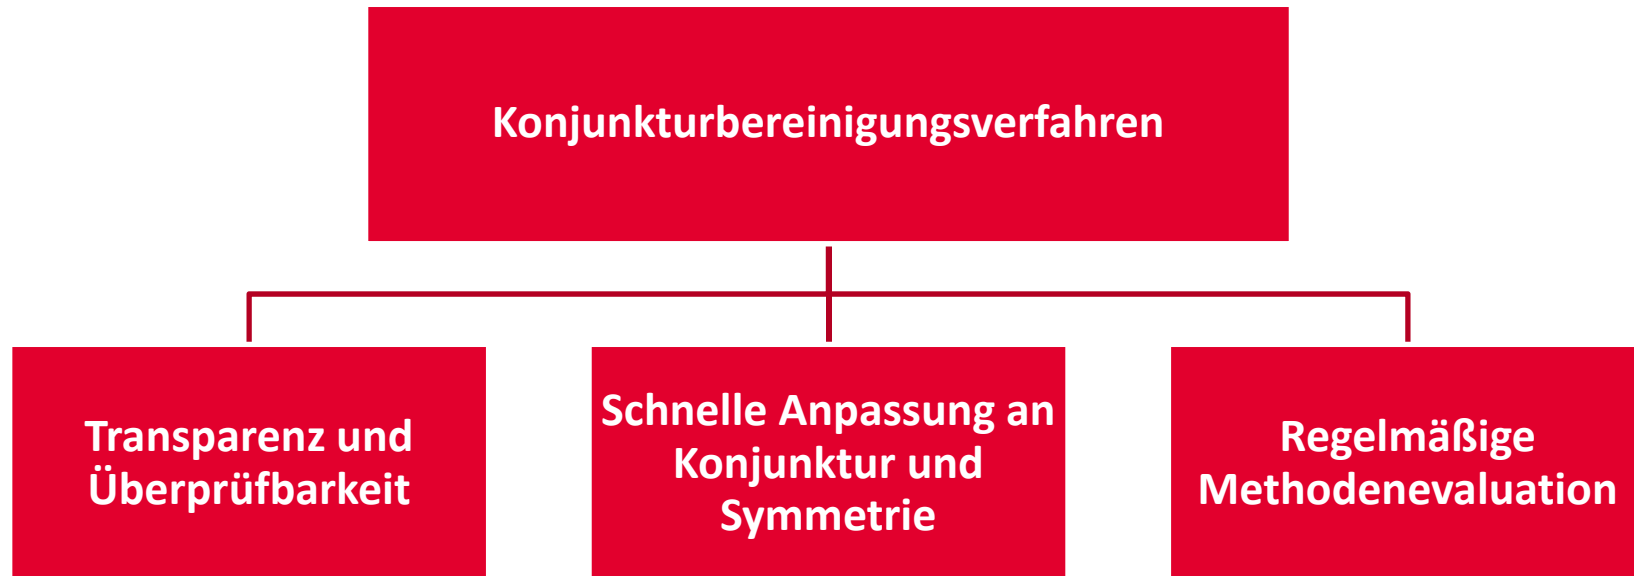 Konjunkturbereinigungsverfahren
Transparenz und
Überprüfbarkeit
Schnelle Anpassung an
Konjunktur und
Symmetrie
Regelmäßige
Methodenevaluation